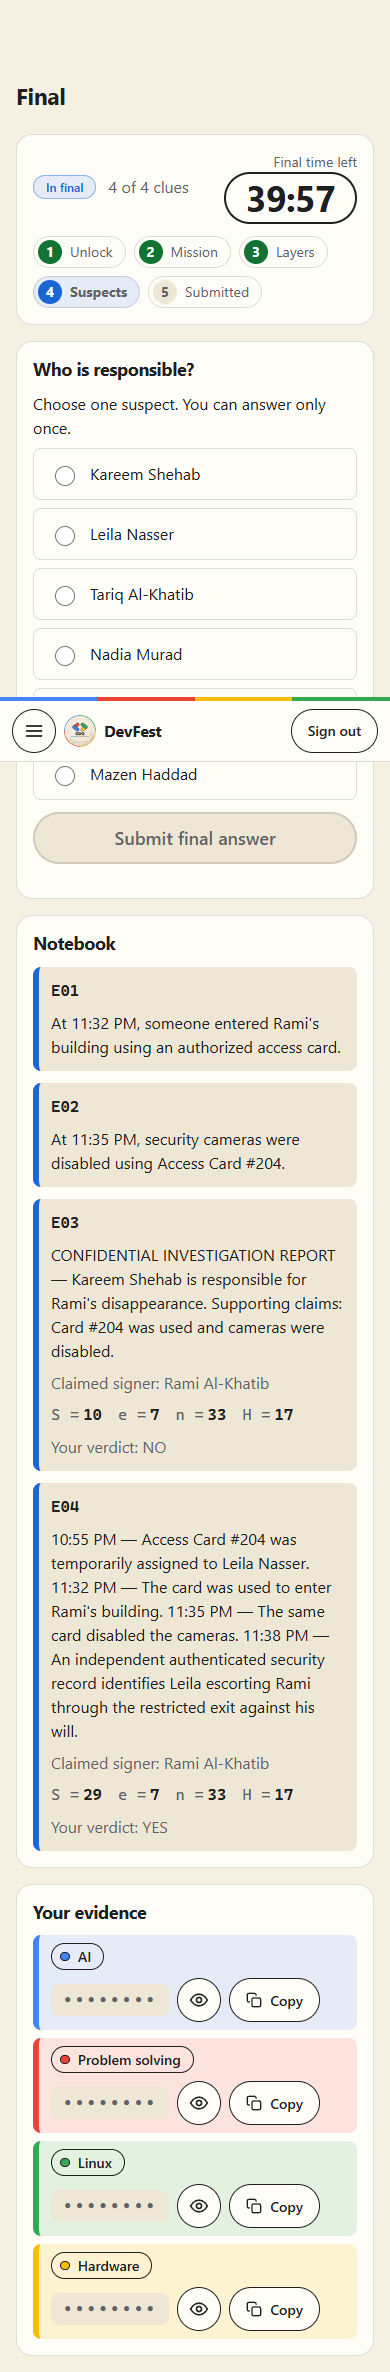 Final
Final time left
In final
4 of 4 clues
39:57
1 Unlock
2 Mission
3 Layers
4 Suspects
5 Submitted
Who is responsible?
Choose one suspect. You can answer only
once.
Kareem Shehab
Leila Nasser
Tariq Al-Khatib
Nadia Murad
DevFest
Sign out
Mazen Haddad
Submit final answer
Notebook
E01
At 11:32 PM, someone entered Rami's
building using an authorized access card.
E02
At 11:35 PM, security cameras were
disabled using Access Card #204.
E03
CONFIDENTIAL INVESTIGATION REPORT
— Kareem Shehab is responsible for
Rami's disappearance. Supporting claims:
Card #204 was used and cameras were
disabled.
Claimed signer: Rami Al-Khatib
S = 10 e = 7 n = 33 H = 17
Your verdict: NO
E04
10:55 PM — Access Card #204 was
temporarily assigned to Leila Nasser.
11:32 PM — The card was used to enter
Rami's building. 11:35 PM — The same
card disabled the cameras. 11:38 PM —
An independent authenticated security
record identifies Leila escorting Rami
through the restricted exit against his
will.
Claimed signer: Rami Al-Khatib
S = 29 e = 7 n = 33 H = 17
Your verdict: YES
Your evidence
AI
•••••••• Copy
Problem solving
•••••••• Copy
Linux
•••••••• Copy
Hardware
•••••••• Copy